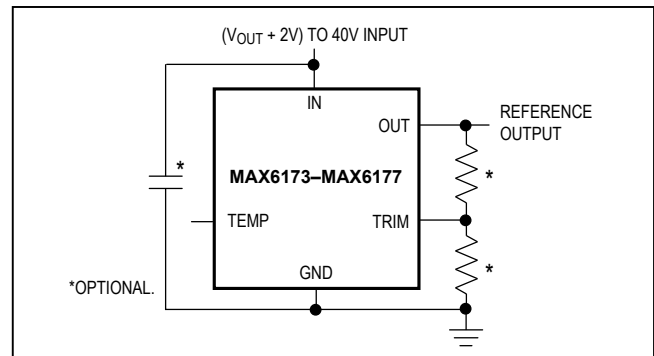 (VOUT + 2V) TO 40V INPUT
IN
OUT
REFERENCE
OUTPUT
*
MAX6173–MAX6177
*
TEMP
TRIM
GND
*
*OPTIONAL.